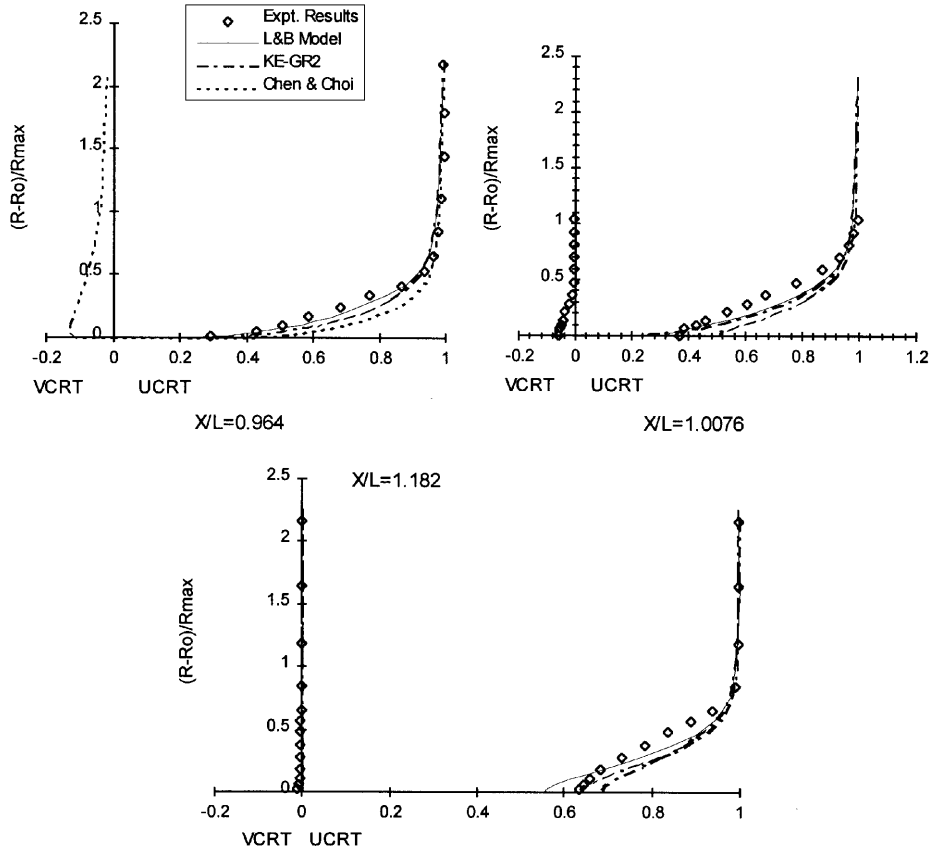 Expt. Results
L&B Model
KE-GR2
Chen & Choi
2.5
2
1.5
1
0.5
0
(R-Ro)/Rmax
-0.2 0 0.2 0.4 0.6 0.8 1
VCRT UCRT
X/L=0.964
2.5
2
1.5
1
0.5
0
(R-Ro)/Rmax
-0.2 0 0.2 0.4 0.6 0.8 1 1.2
VCRT UCRT
X/L=1.0076
X/L=1.182
2.5
2
1.5
1
0.5
0
(R-Ro)/Rmax
-0.2 0 0.2 0.4 0.6 0.8 1
VCRT UCRT